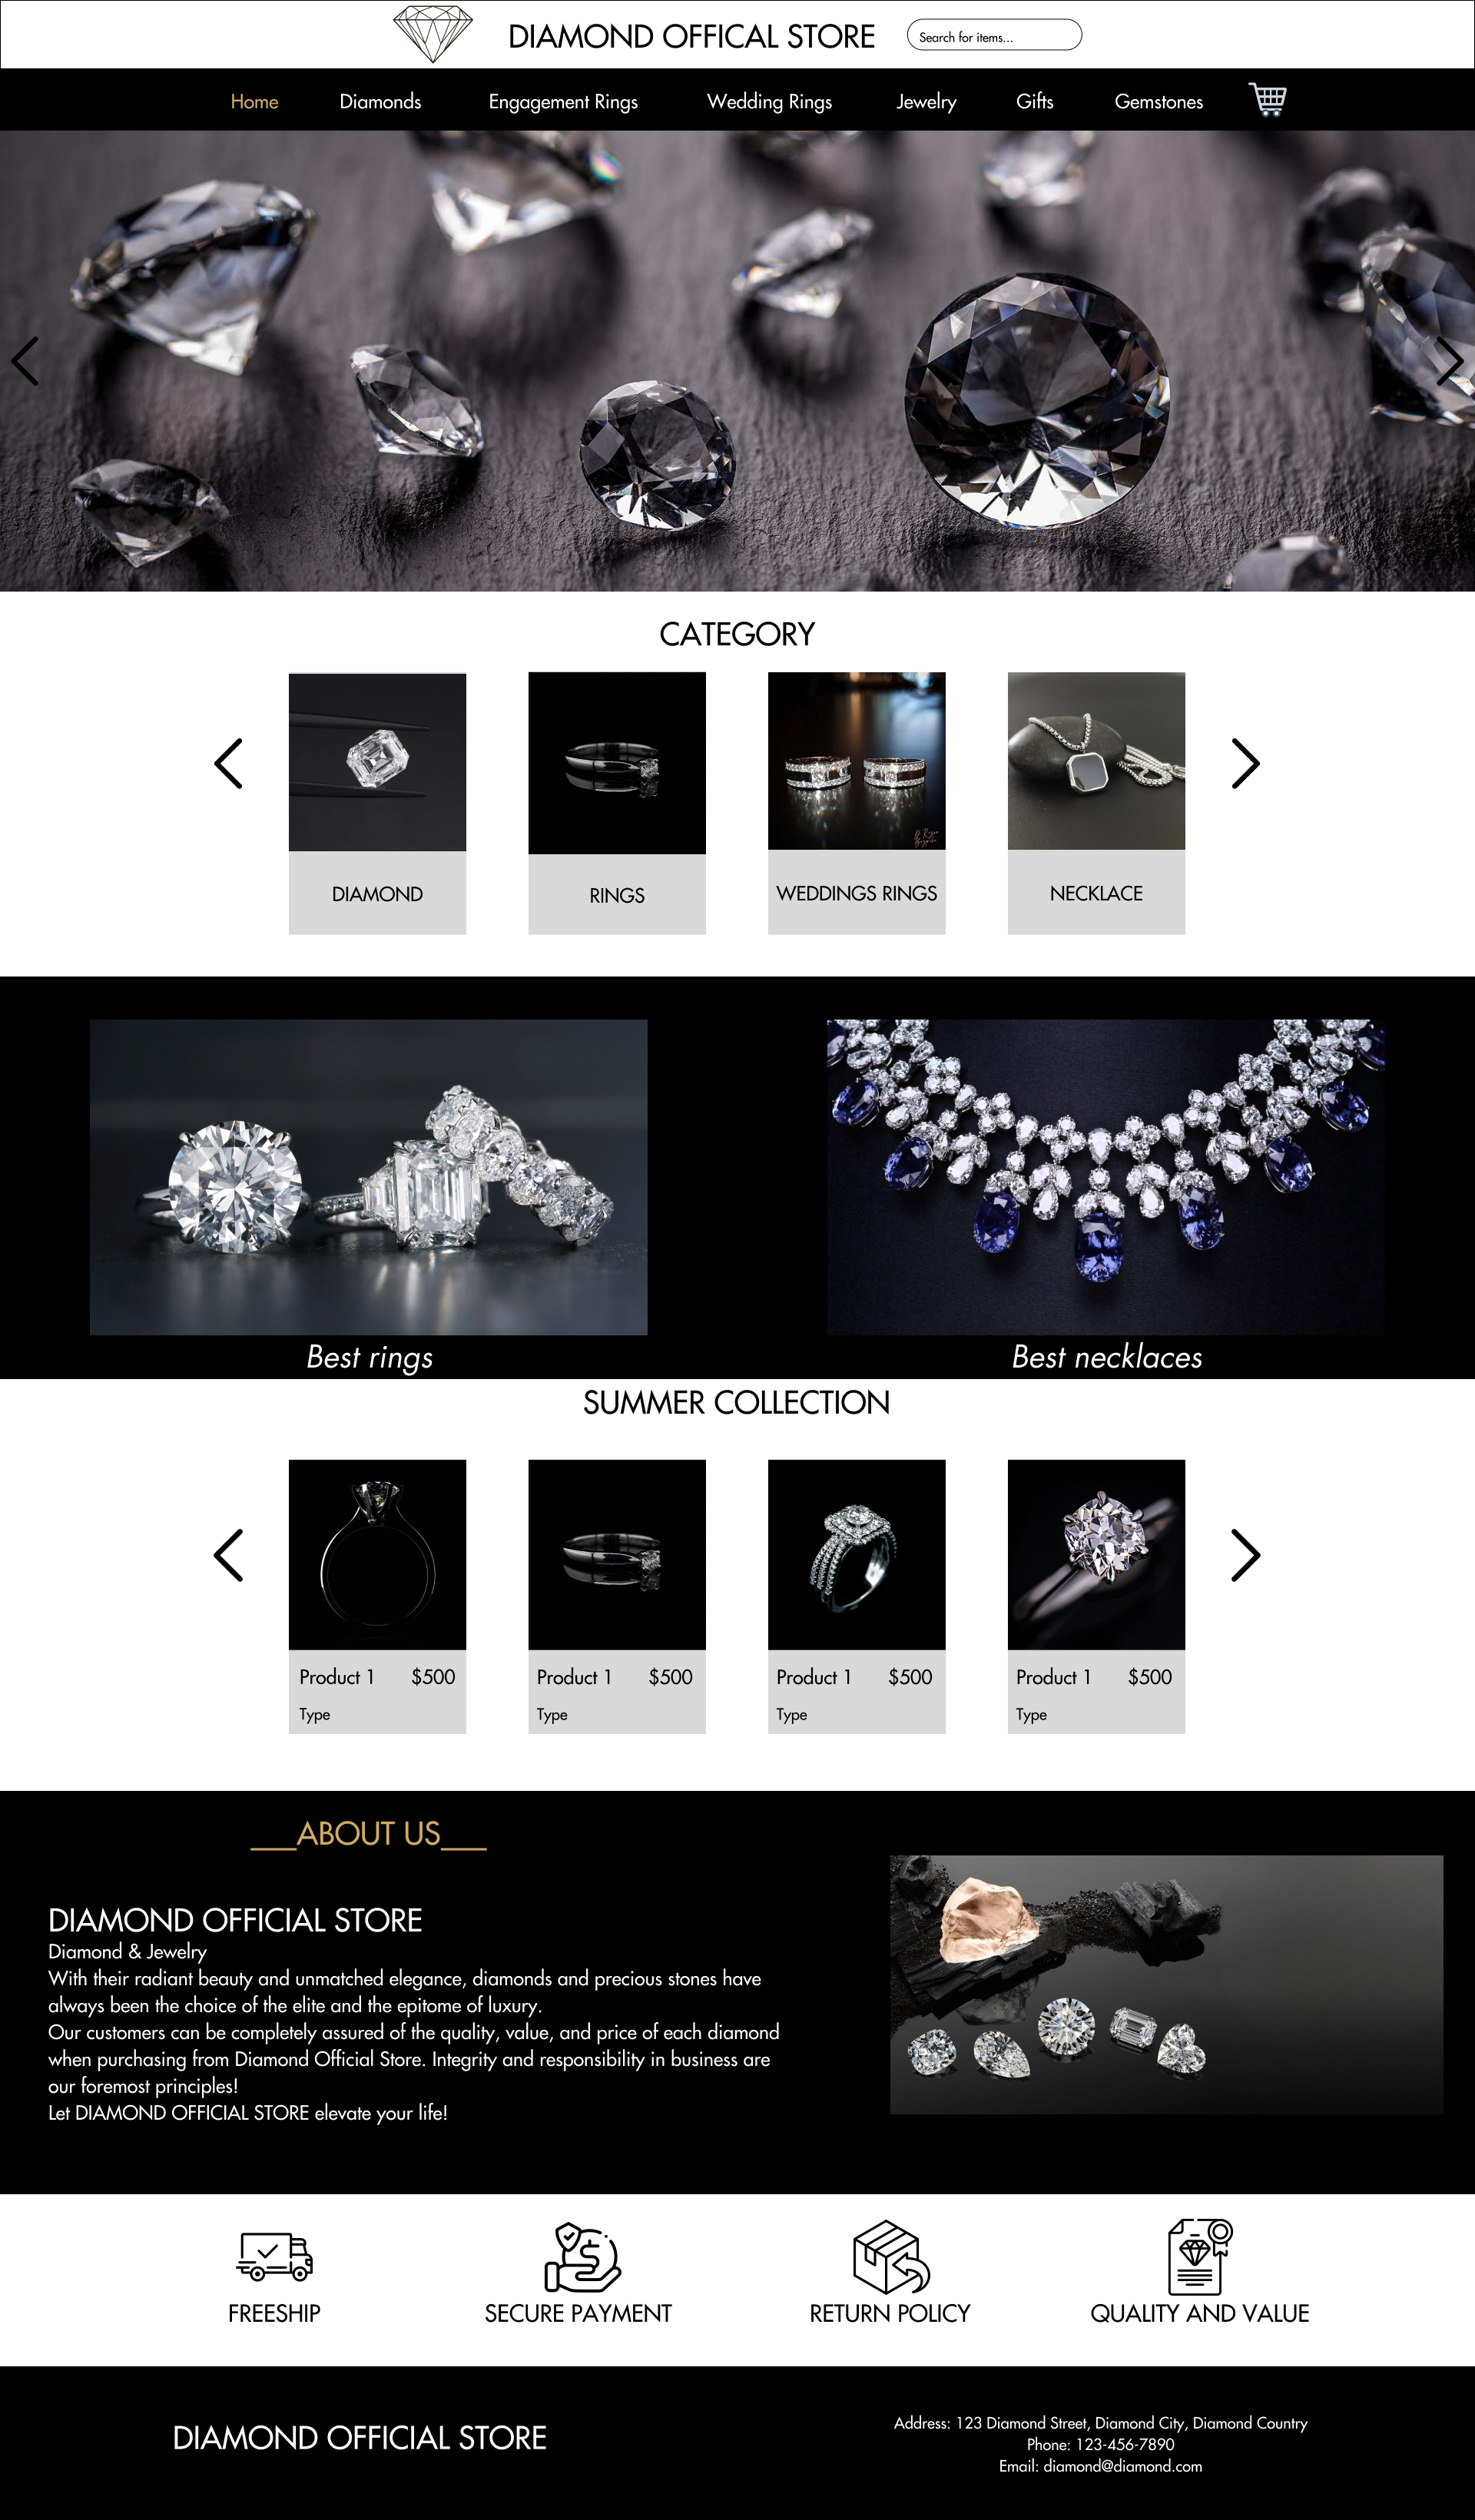 DIAMOND OFFICAL STORE
Search for items...
Home Diamonds Engagement Rings Wedding Rings Jewelry Gifts Gemstones
CATEGORY
DIAMOND RINGS WEDDINGS RINGS NECKLACE
Best rings Best necklaces
SUMMER COLLECTION
Product 1 $500 Product 1 $500 Product 1 $500 Product 1 $500
Type Type Type Type
___ABOUT US___
DIAMOND OFFICIAL STORE
Diamond & Jewelry
With their radiant beauty and unmatched elegance, diamonds and precious stones have
always been the choice of the elite and the epitome of luxury.
Our customers can be completely assured of the quality, value, and price of each diamond
when purchasing from Diamond Official Store. Integrity and responsibility in business are
our foremost principles!
Let DIAMOND OFFICIAL STORE elevate your life!
FREESHIP SECURE PAYMENT RETURN POLICY QUALITY AND VALUE
DIAMOND OFFICIAL STORE
Address: 123 Diamond Street, Diamond City, Diamond Country
Phone: 123-456-7890
Email: diamond@diamond.com